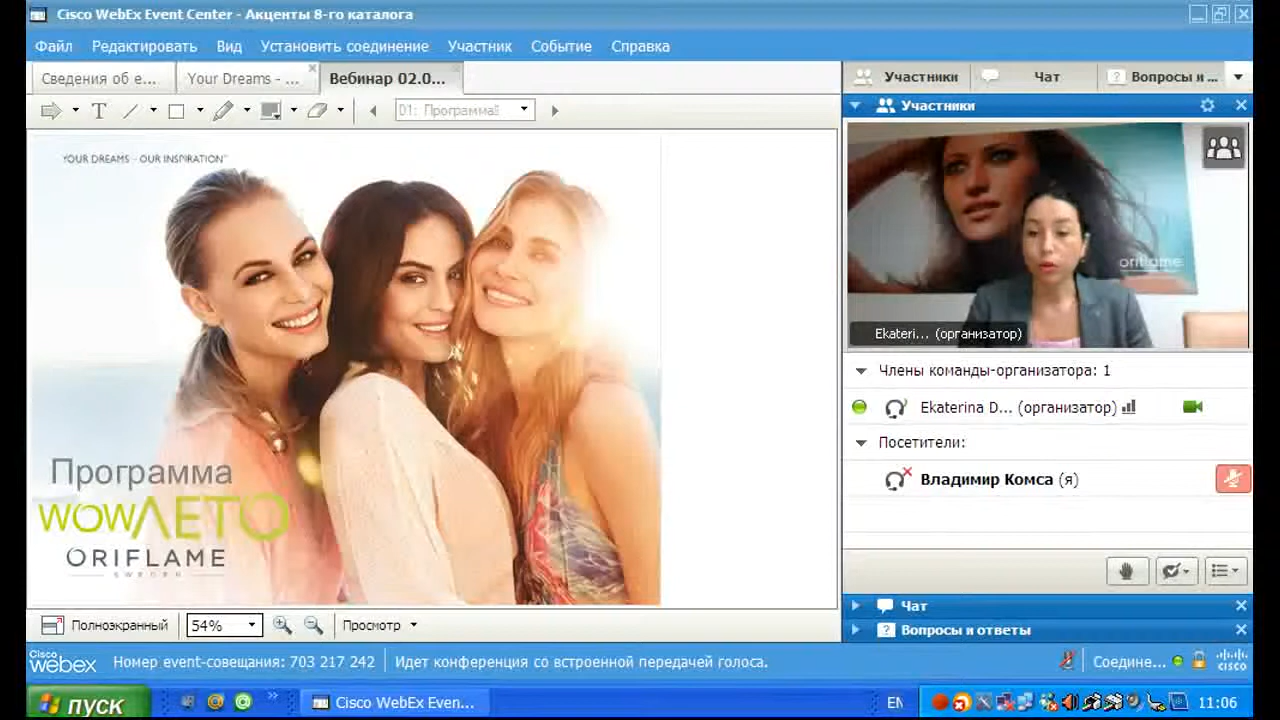 Cisco WebEx Event Center - Акценты 8-го каталога
Файл Редактировать Вид Установить соединение Участник Событие Справка
Сведения об е... Your Dreams - ... Вебинар 02.0...
Участники Чат Вопросы и ...
D1: Программа
Участники
YOUR DREAMS - OUR INSPIRATION™
oriflame
Ekateri... (организатор)
Члены команды-организатора: 1
Ekaterina D... (организатор)
Посетители:
Владимир Комса (я)
Программа
WOWЛЕТО
ORIFLAME
SWEDEN
Чат
Вопросы и ответы
Полноэкранный 54% Просмотр
Cisco webex Номер event-совещания: 703 217 242 Идет конференция со встроенной передачей голоса. Соедине... cisco
пуск Cisco WebEx Even... EN 11:06